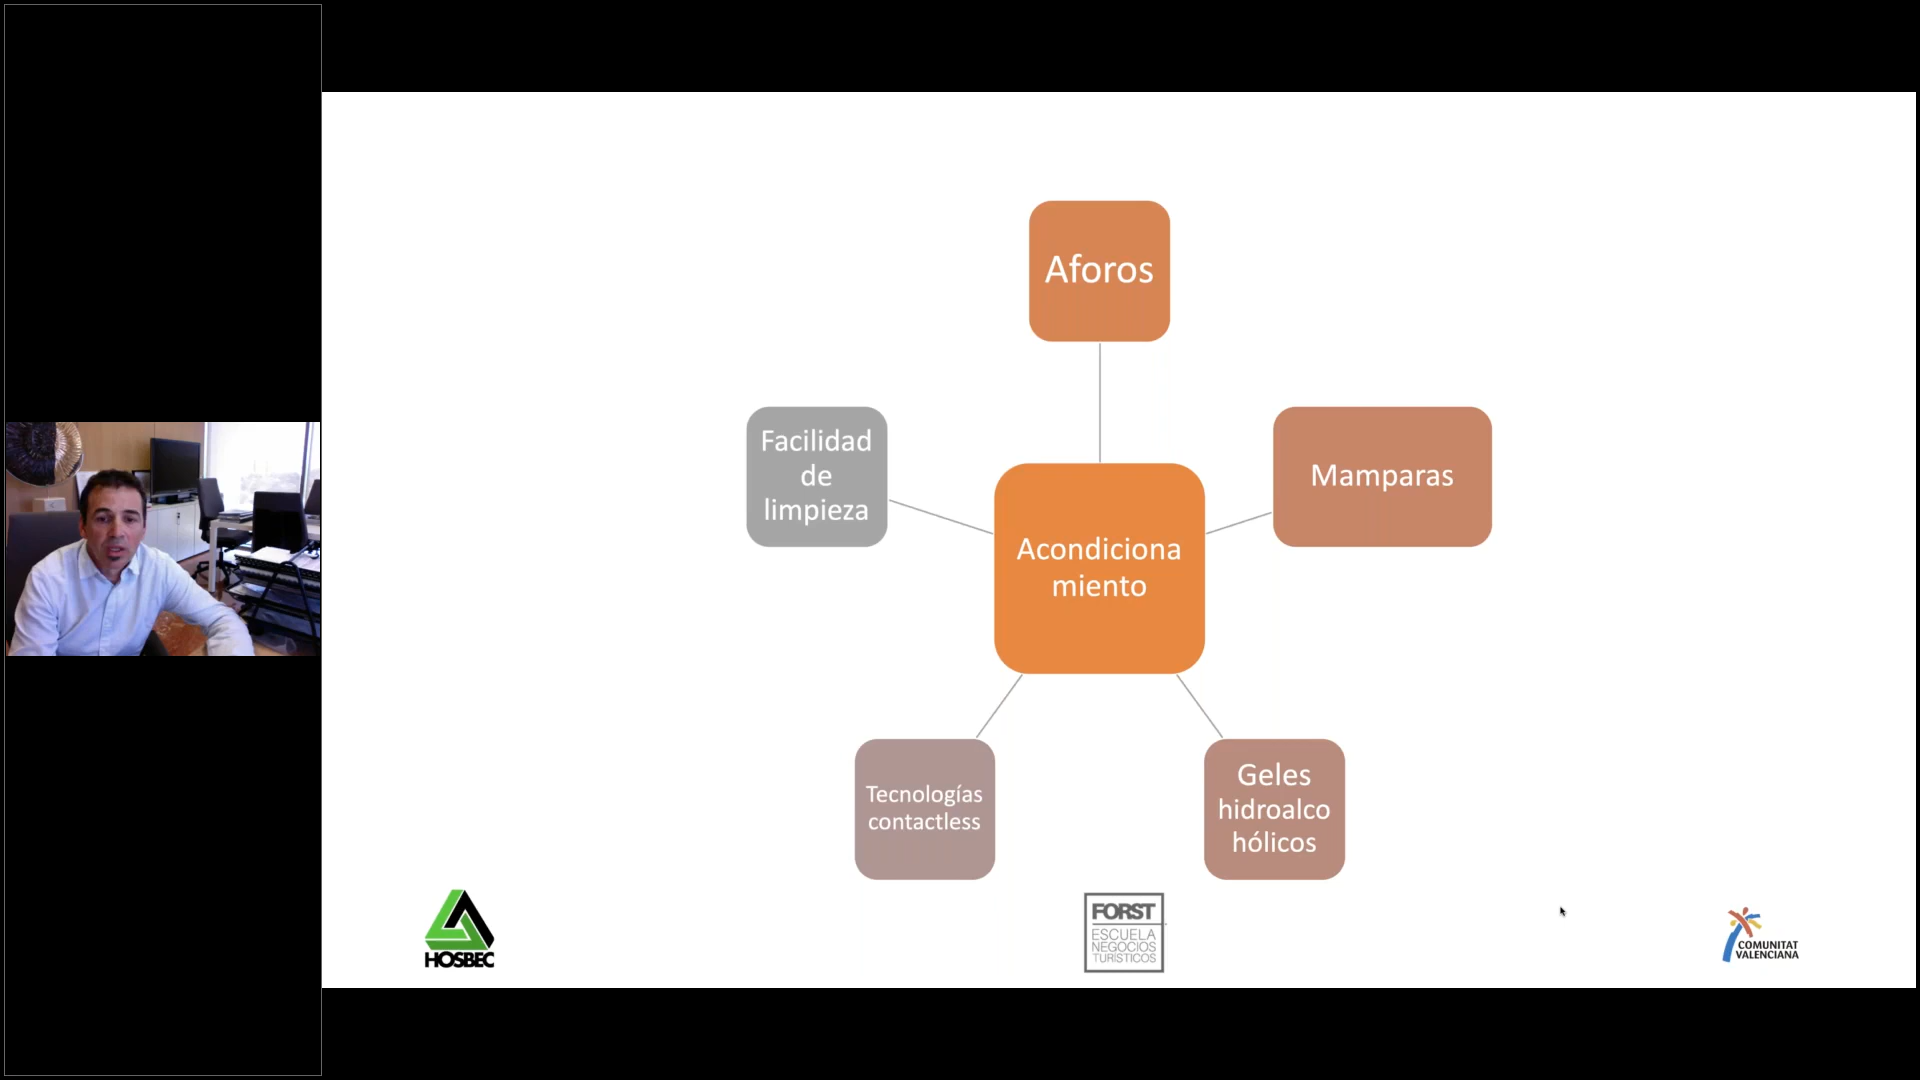 Aforos
Facilidad
de
limpieza
Mamparas
Acondiciona
miento
Tecnologías
contactless
Geles
hidroalco
hólicos
HOSBEC
FORST
ESCUELA
NEGOCIOS
TURÍSTICOS
COMUNITAT
VALENCIANA